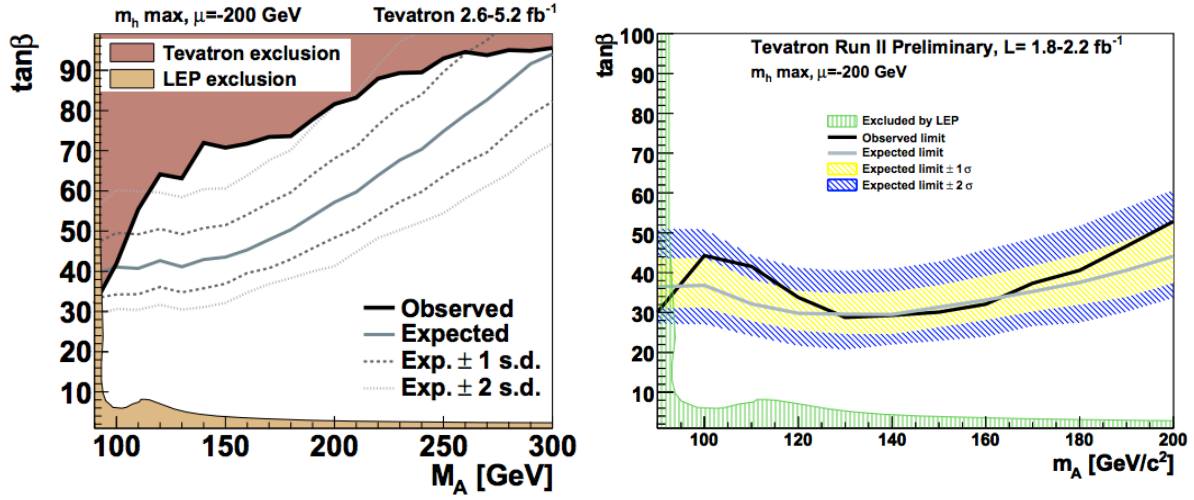 m_h max, μ=-200 GeV
Tevatron 2.6-5.2 fb⁻¹
tanβ
Tevatron exclusion
LEP exclusion
90
80
70
60
50
40
30
20
10
Observed
Expected
Exp. ± 1 s.d.
Exp. ± 2 s.d.
100 150 200 250 300
M_A [GeV]
tanβ
100
90
80
70
60
50
40
30
20
10
0
Tevatron Run II Preliminary, L= 1.8-2.2 fb⁻¹
m_h max, μ=-200 GeV
Excluded by LEP
Observed limit
Expected limit
Expected limit ± 1 σ
Expected limit ± 2 σ
100 120 140 160 180 200
m_A [GeV/c²]